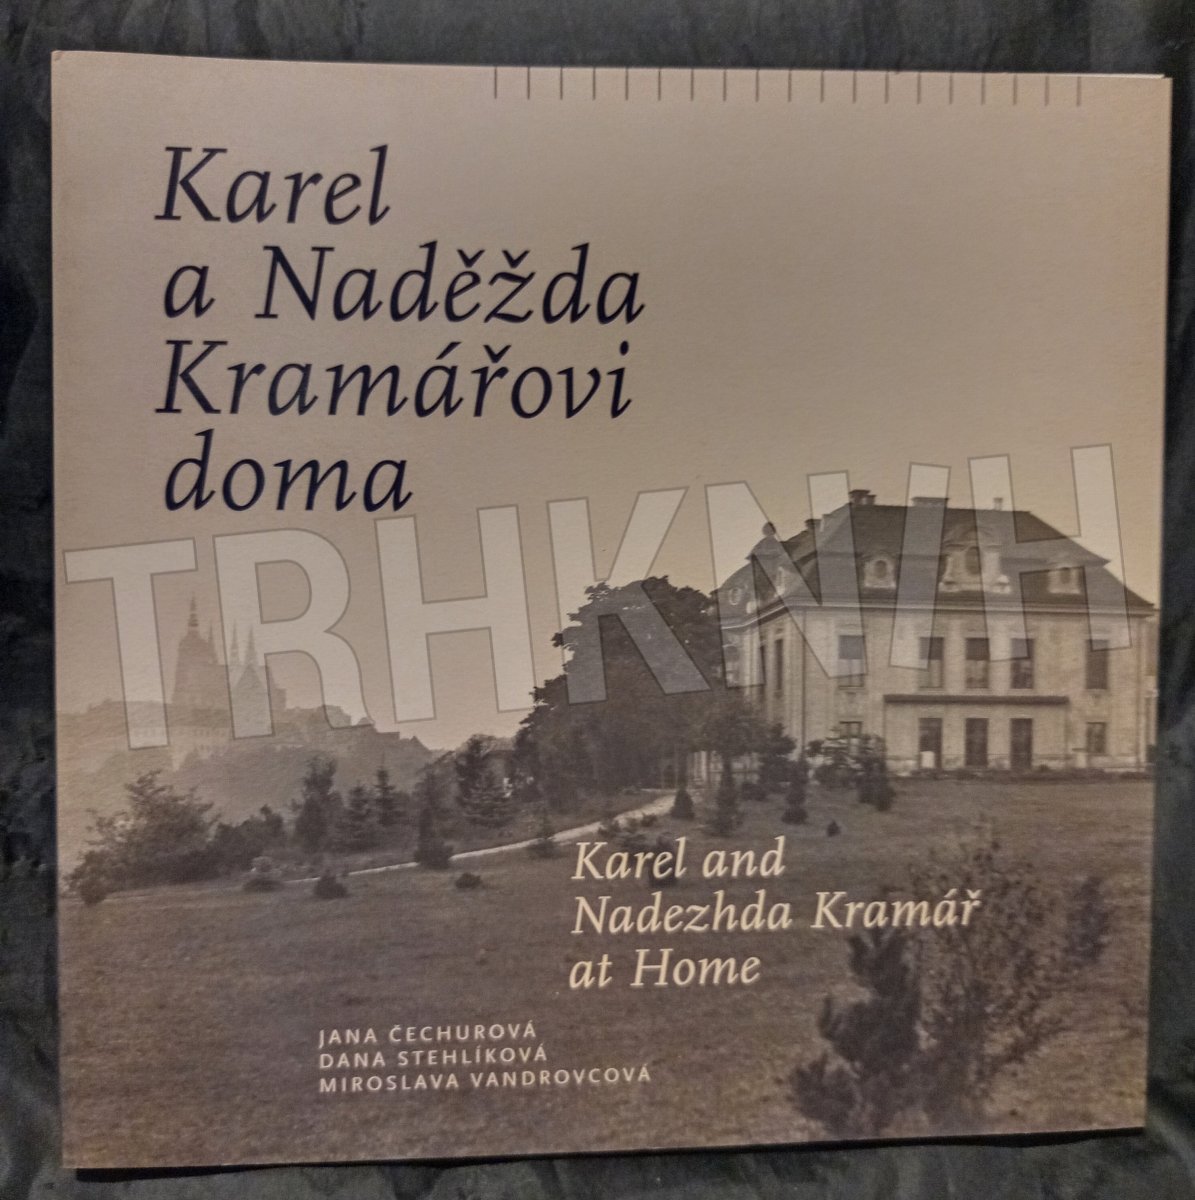 Karel
a Naděžda
Kramářovi
doma
TRHKNIH
Karel and
Nadezhda Kramář
at Home
JANA ČECHUROVÁ
DANA STEHLÍKOVÁ
MIROSLAVA VANDROVCOVÁ